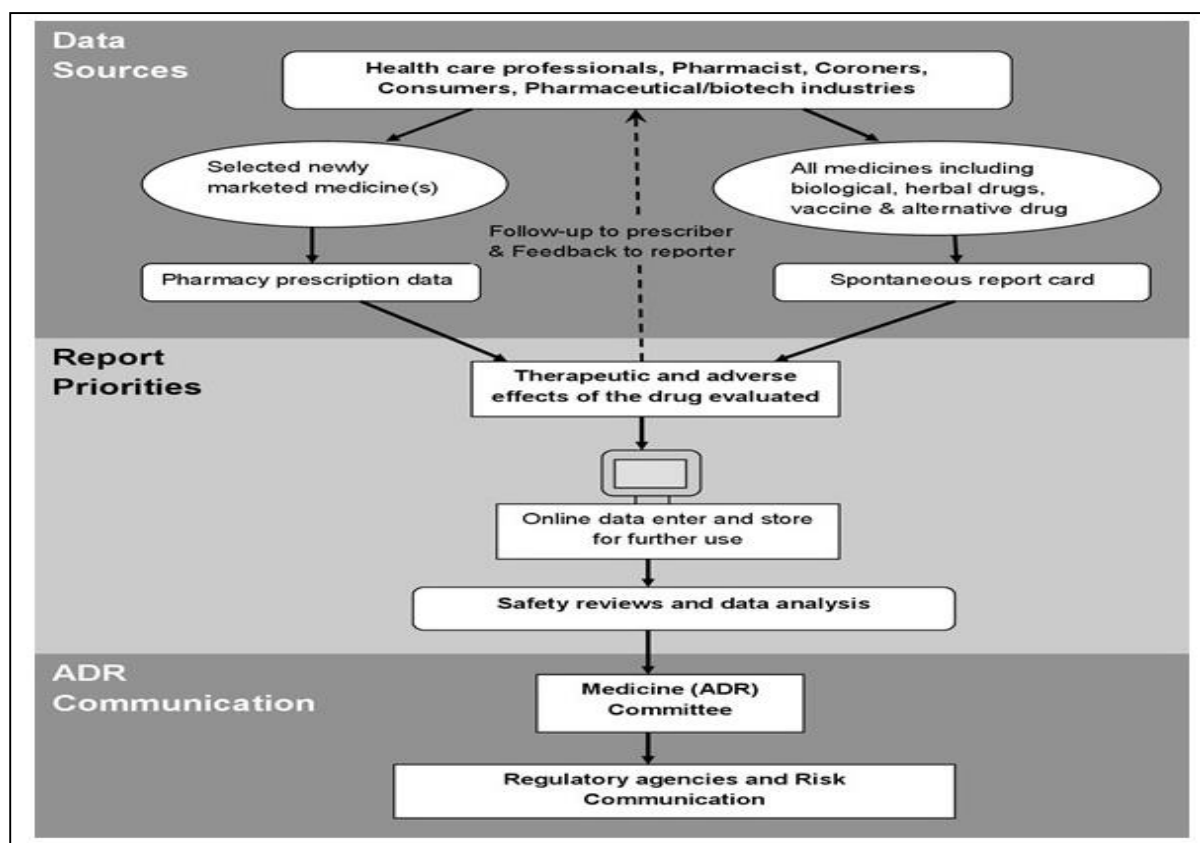 Data
Sources
Health care professionals, Pharmacist, Coroners,
Consumers, Pharmaceutical/biotech industries
Selected newly
marketed medicine(s)
All medicines including
biological, herbal drugs,
vaccine & alternative drug
Follow-up to prescriber
& Feedback to reporter
Pharmacy prescription data
Spontaneous report card
Report
Priorities
Therapeutic and adverse
effects of the drug evaluated
Online data enter and store
for further use
Safety reviews and data analysis
ADR
Communication
Medicine (ADR)
Committee
Regulatory agencies and Risk
Communication